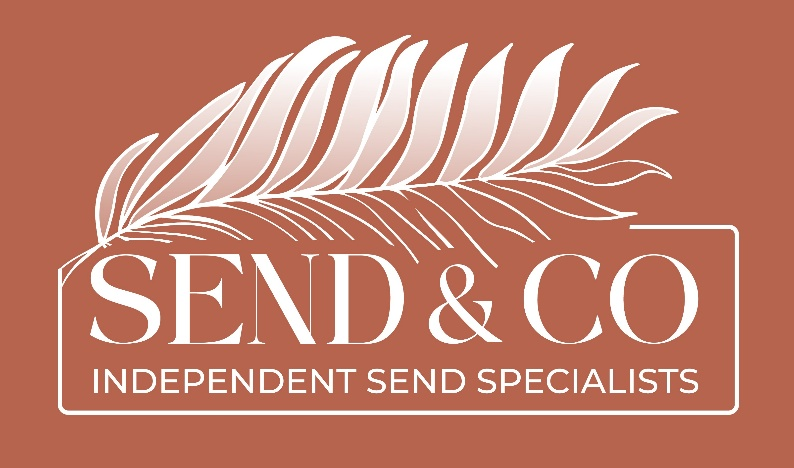 SEND & CO
INDEPENDENT SEND SPECIALISTS